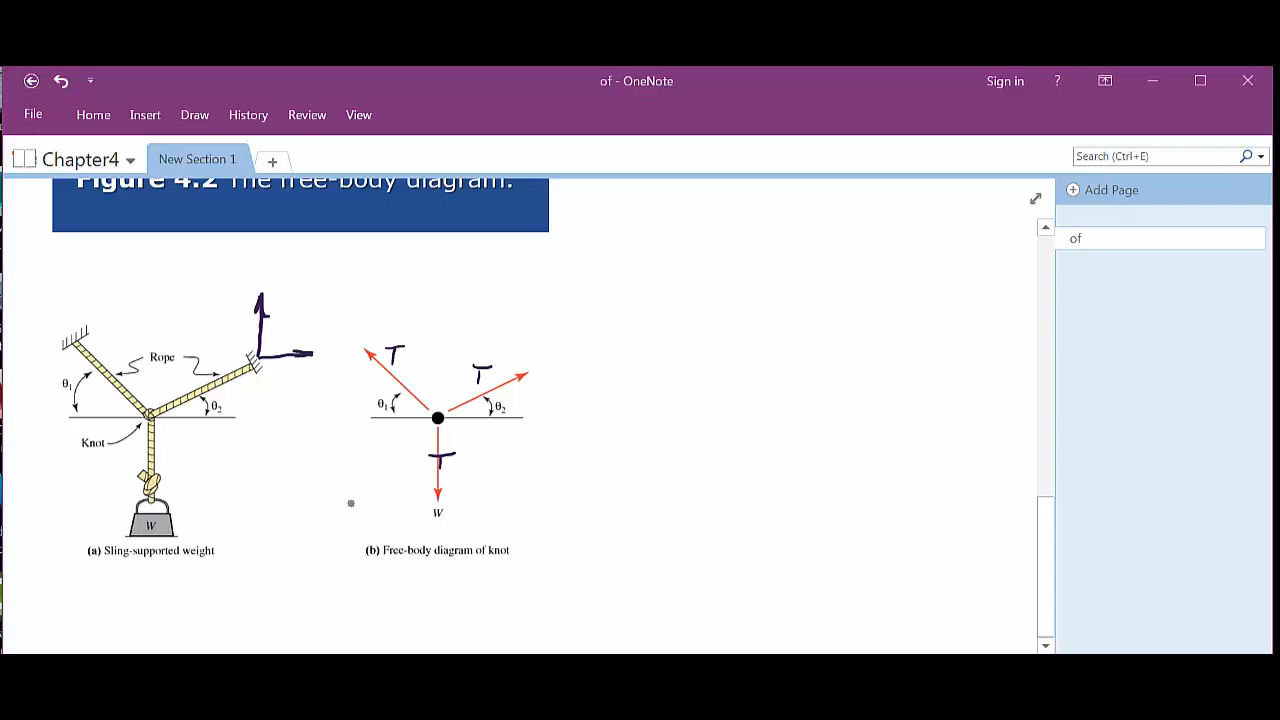 of - OneNote
Sign in
?
File
Home
Insert
Draw
History
Review
View
Chapter4
New Section 1
+
Search (Ctrl+E)
Add Page
of
Figure 4.2 The free-body diagram.
Rope
θ1
θ2
Knot
W
(a) Sling-supported weight
T
T
θ1
θ2
T
W
(b) Free-body diagram of knot